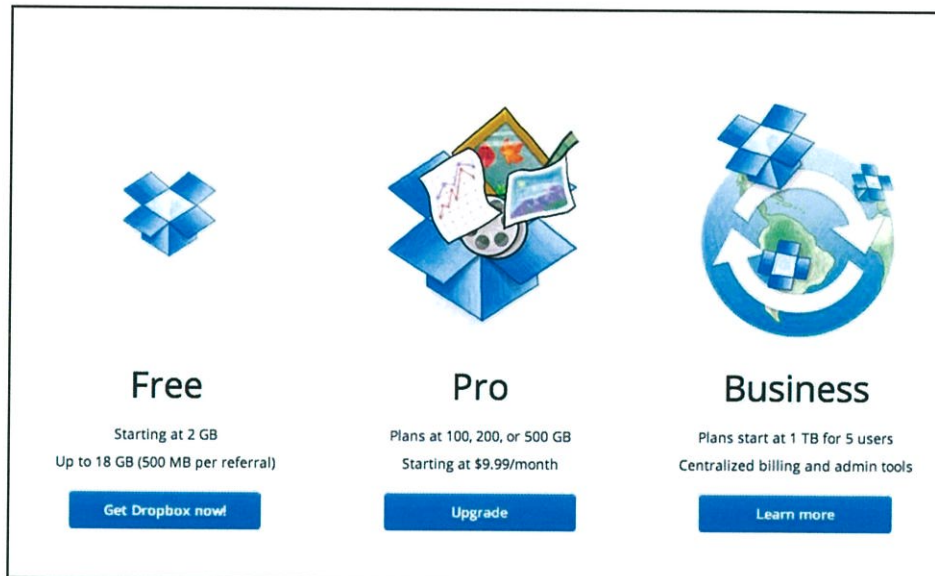 Free
Starting at 2 GB
Up to 18 GB (500 MB per referral)
Get Dropbox now!
Pro
Plans at 100, 200, or 500 GB
Starting at $9.99/month
Upgrade
Business
Plans start at 1 TB for 5 users
Centralized billing and admin tools
Learn more